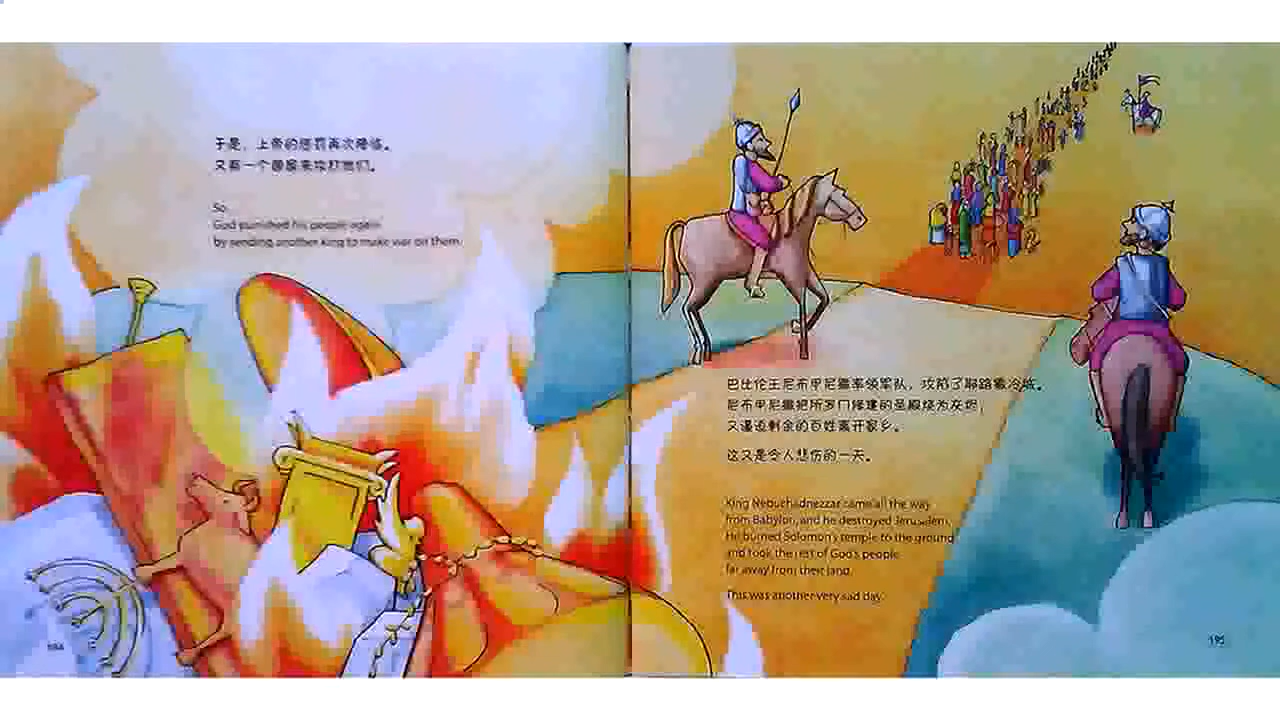 于是，上帝的惩罚再次降临。
又有一个国家来攻打他们。
So
God punished his people again
by sending another king to make war on them.
巴比伦王尼布甲尼撒率领军队，攻陷了耶路撒冷城。
尼布甲尼撒把所罗门修建的圣殿烧为灰烬，
又逼迫剩余的百姓离开家乡。
这又是令人悲伤的一天。
King Nebuchadnezzar came all the way
from Babylon, and he destroyed Jerusalem.
He burned Solomon's temple to the ground
and took the rest of God's people
far away from their land.
This was another very sad day.
194
195